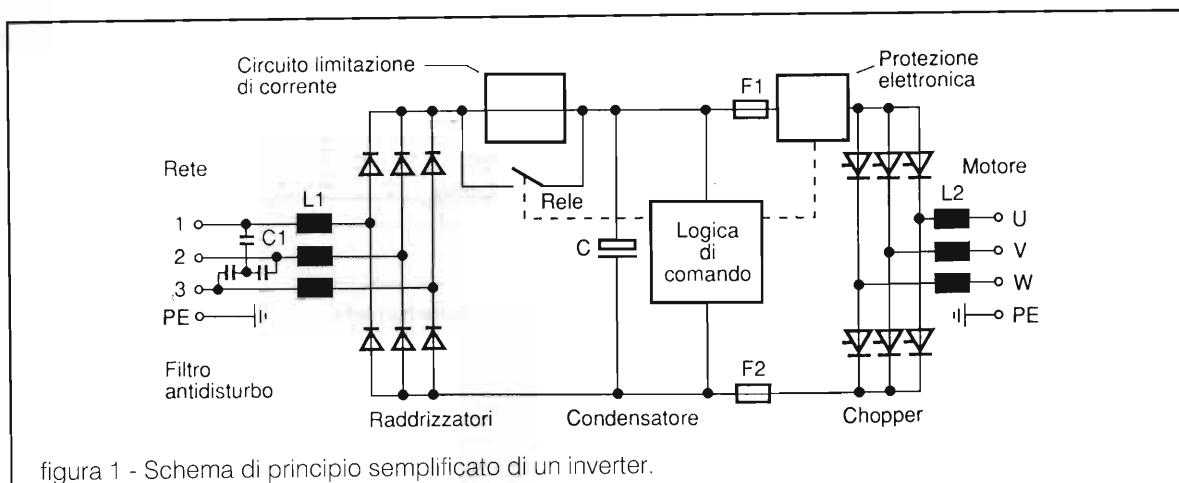 Circuito limitazione
di corrente
F1
Protezione
elettronica
Rete
L1
Rele
Motore
L2
1
C1
U
2
C
Logica
di
comando
V
3
W
PE
PE
Filtro
antidisturbo
F2
Raddrizzatori
Condensatore
Chopper
figura 1 - Schema di principio semplificato di un inverter.